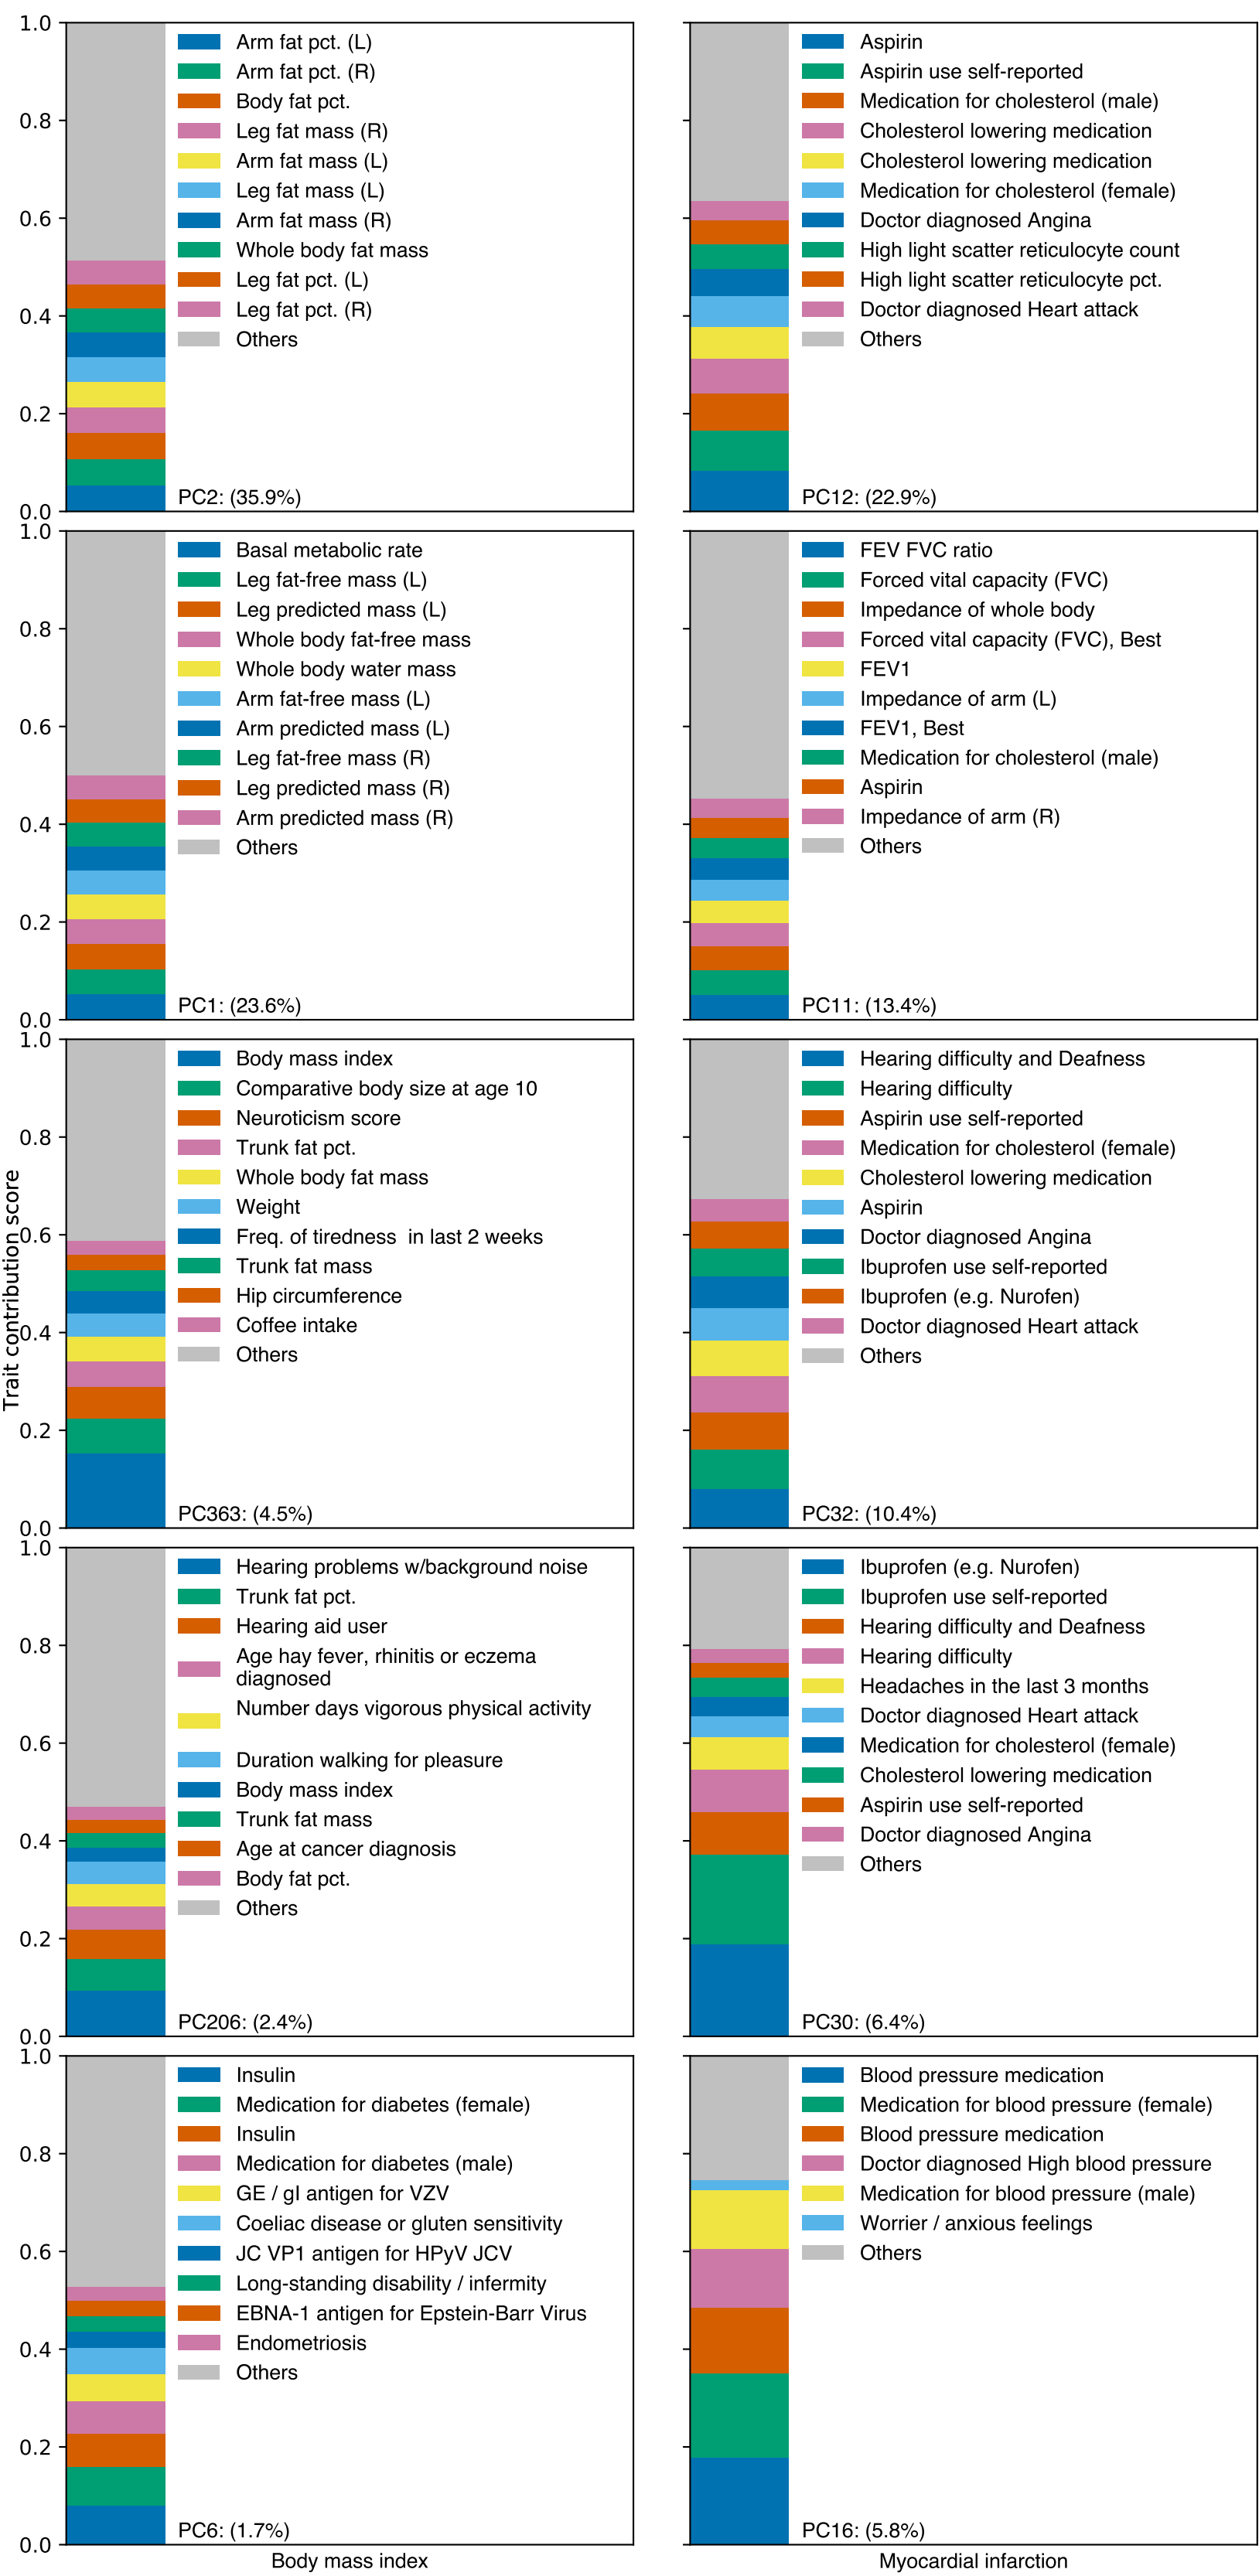 1.0
0.8
0.6
0.4
0.2
0.0
Arm fat pct. (L)
Arm fat pct. (R)
Body fat pct.
Leg fat mass (R)
Arm fat mass (L)
Leg fat mass (L)
Arm fat mass (R)
Whole body fat mass
Leg fat pct. (L)
Leg fat pct. (R)
Others
PC2: (35.9%)
Aspirin
Aspirin use self-reported
Medication for cholesterol (male)
Cholesterol lowering medication
Cholesterol lowering medication
Medication for cholesterol (female)
Doctor diagnosed Angina
High light scatter reticulocyte count
High light scatter reticulocyte pct.
Doctor diagnosed Heart attack
Others
PC12: (22.9%)
1.0
0.8
0.6
0.4
0.2
0.0
Basal metabolic rate
Leg fat-free mass (L)
Leg predicted mass (L)
Whole body fat-free mass
Whole body water mass
Arm fat-free mass (L)
Arm predicted mass (L)
Leg fat-free mass (R)
Leg predicted mass (R)
Arm predicted mass (R)
Others
PC1: (23.6%)
FEV FVC ratio
Forced vital capacity (FVC)
Impedance of whole body
Forced vital capacity (FVC), Best
FEV1
Impedance of arm (L)
FEV1, Best
Medication for cholesterol (male)
Aspirin
Impedance of arm (R)
Others
PC11: (13.4%)
Trait contribution score
1.0
0.8
0.6
0.4
0.2
0.0
Body mass index
Comparative body size at age 10
Neuroticism score
Trunk fat pct.
Whole body fat mass
Weight
Freq. of tiredness  in last 2 weeks
Trunk fat mass
Hip circumference
Coffee intake
Others
PC363: (4.5%)
Hearing difficulty and Deafness
Hearing difficulty
Aspirin use self-reported
Medication for cholesterol (female)
Cholesterol lowering medication
Aspirin
Doctor diagnosed Angina
Ibuprofen use self-reported
Ibuprofen (e.g. Nurofen)
Doctor diagnosed Heart attack
Others
PC32: (10.4%)
1.0
0.8
0.6
0.4
0.2
0.0
Hearing problems w/background noise
Trunk fat pct.
Hearing aid user
Age hay fever, rhinitis or eczema
diagnosed
Number days vigorous physical activity
Duration walking for pleasure
Body mass index
Trunk fat mass
Age at cancer diagnosis
Body fat pct.
Others
PC206: (2.4%)
Ibuprofen (e.g. Nurofen)
Ibuprofen use self-reported
Hearing difficulty and Deafness
Hearing difficulty
Headaches in the last 3 months
Doctor diagnosed Heart attack
Medication for cholesterol (female)
Cholesterol lowering medication
Aspirin use self-reported
Doctor diagnosed Angina
Others
PC30: (6.4%)
1.0
0.8
0.6
0.4
0.2
0.0
Insulin
Medication for diabetes (female)
Insulin
Medication for diabetes (male)
GE / gI antigen for VZV
Coeliac disease or gluten sensitivity
JC VP1 antigen for HPyV JCV
Long-standing disability / infermity
EBNA-1 antigen for Epstein-Barr Virus
Endometriosis
Others
PC6: (1.7%)
Blood pressure medication
Medication for blood pressure (female)
Blood pressure medication
Doctor diagnosed High blood pressure
Medication for blood pressure (male)
Worrier / anxious feelings
Others
PC16: (5.8%)
Body mass index
Myocardial infarction